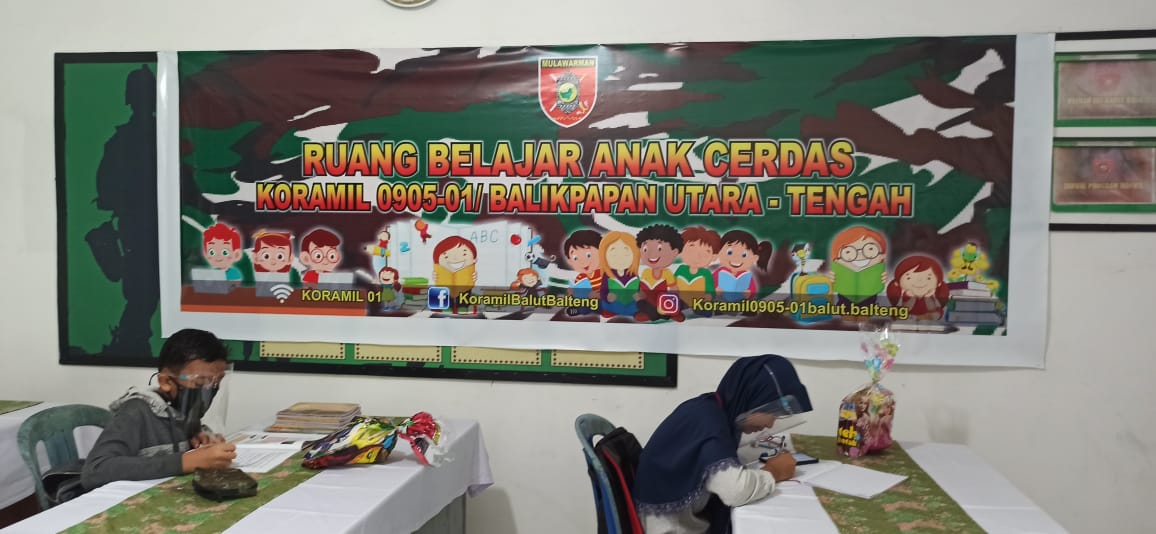 MULAWARMAN
RUANG BELAJAR ANAK CERDAS
KORAMIL 0905-01/ BALIKPAPAN UTARA - TENGAH
ABC
KORAMIL 01
KoramilBalutBalteng
Koramil0905-01balut.balteng